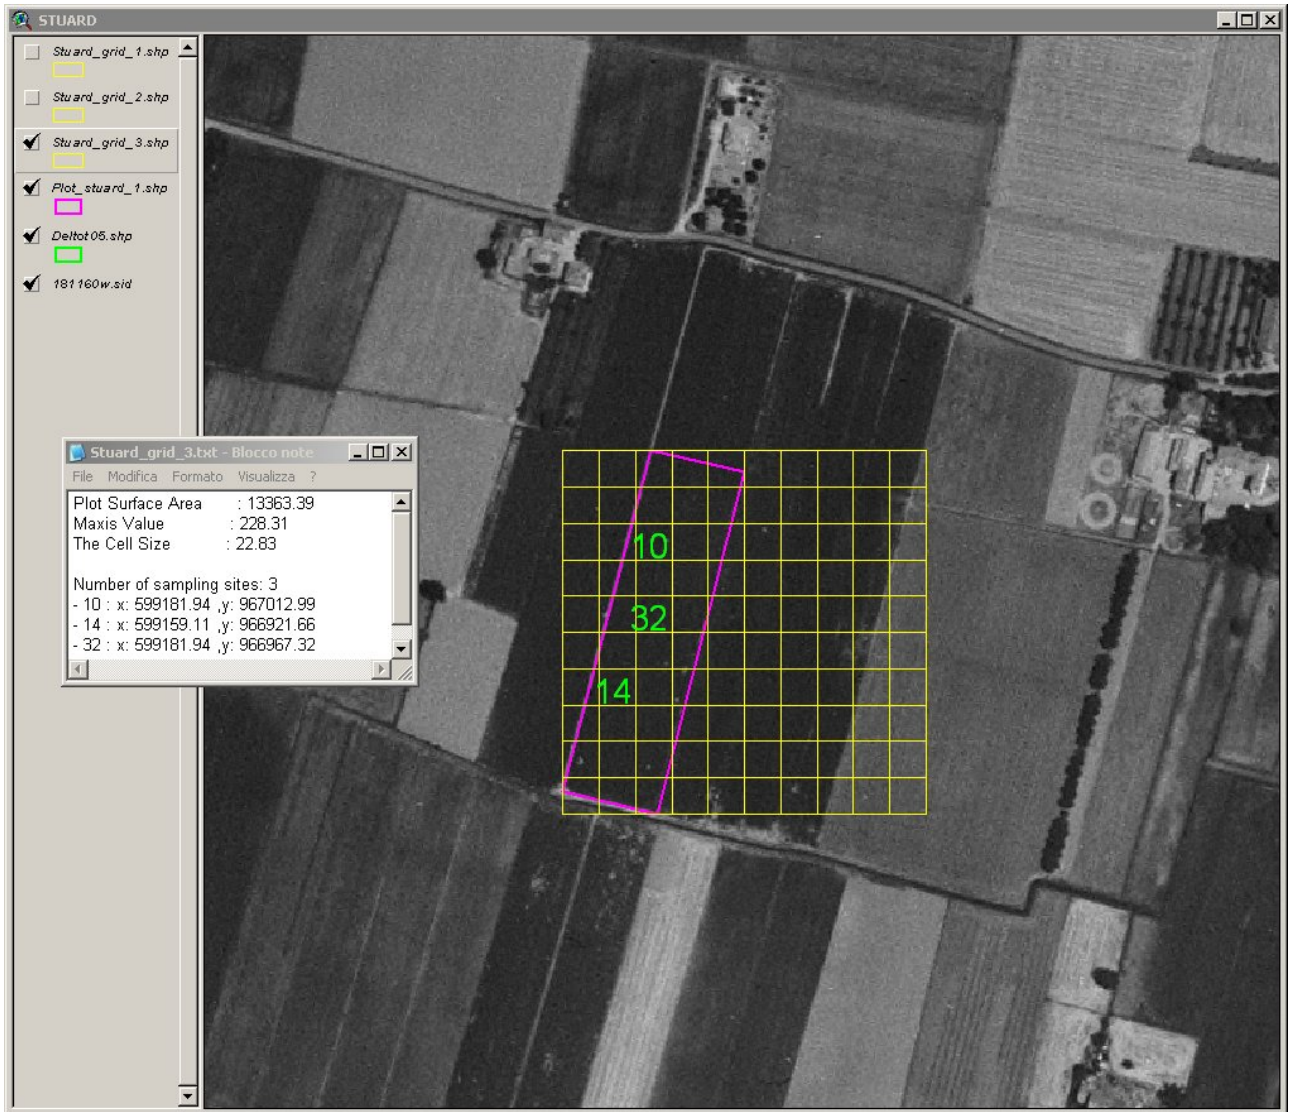 STUARD
Stuard_grid_1.shp
Stuard_grid_2.shp
Stuard_grid_3.shp
Plot_stuard_1.shp
Deltot05.shp
181160w.sid
Stuard_grid_3.txt - Blocco note
File Modifica Formato Visualizza ?
Plot Surface Area : 13363.39
Maxis Value : 228.31
The Cell Size : 22.83
Number of sampling sites: 3
- 10 : x: 599181.94 ,y: 967012.99
- 14 : x: 599159.11 ,y: 966921.66
- 32 : x: 599181.94 ,y: 966967.32
10
32
14